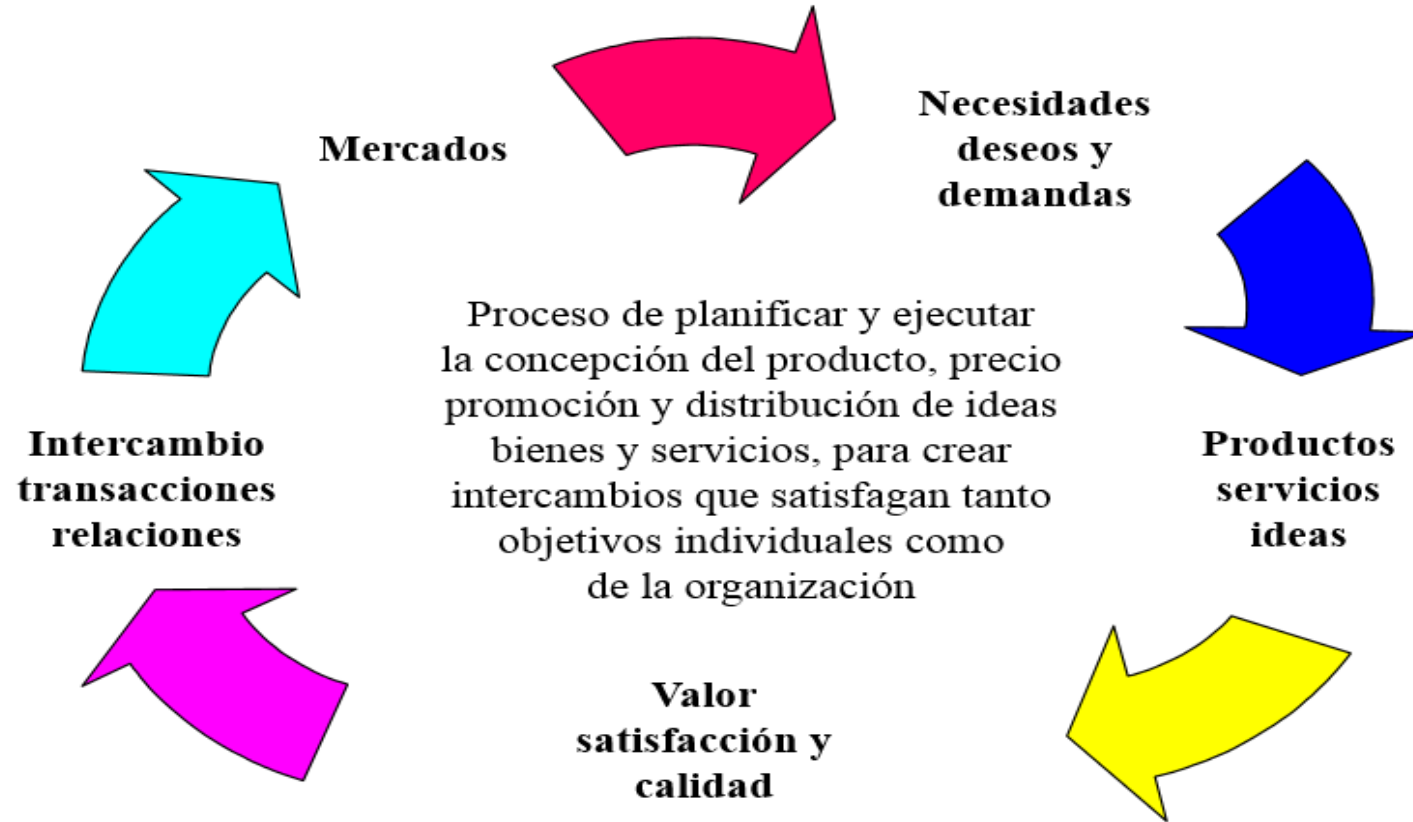 Mercados
Necesidades
deseos y
demandas
Proceso de planificar y ejecutar
la concepción del producto, precio
promoción y distribución de ideas
bienes y servicios, para crear
intercambios que satisfagan tanto
objetivos individuales como
de la organización
Intercambio
transacciones
relaciones
Productos
servicios
ideas
Valor
satisfacción y
calidad